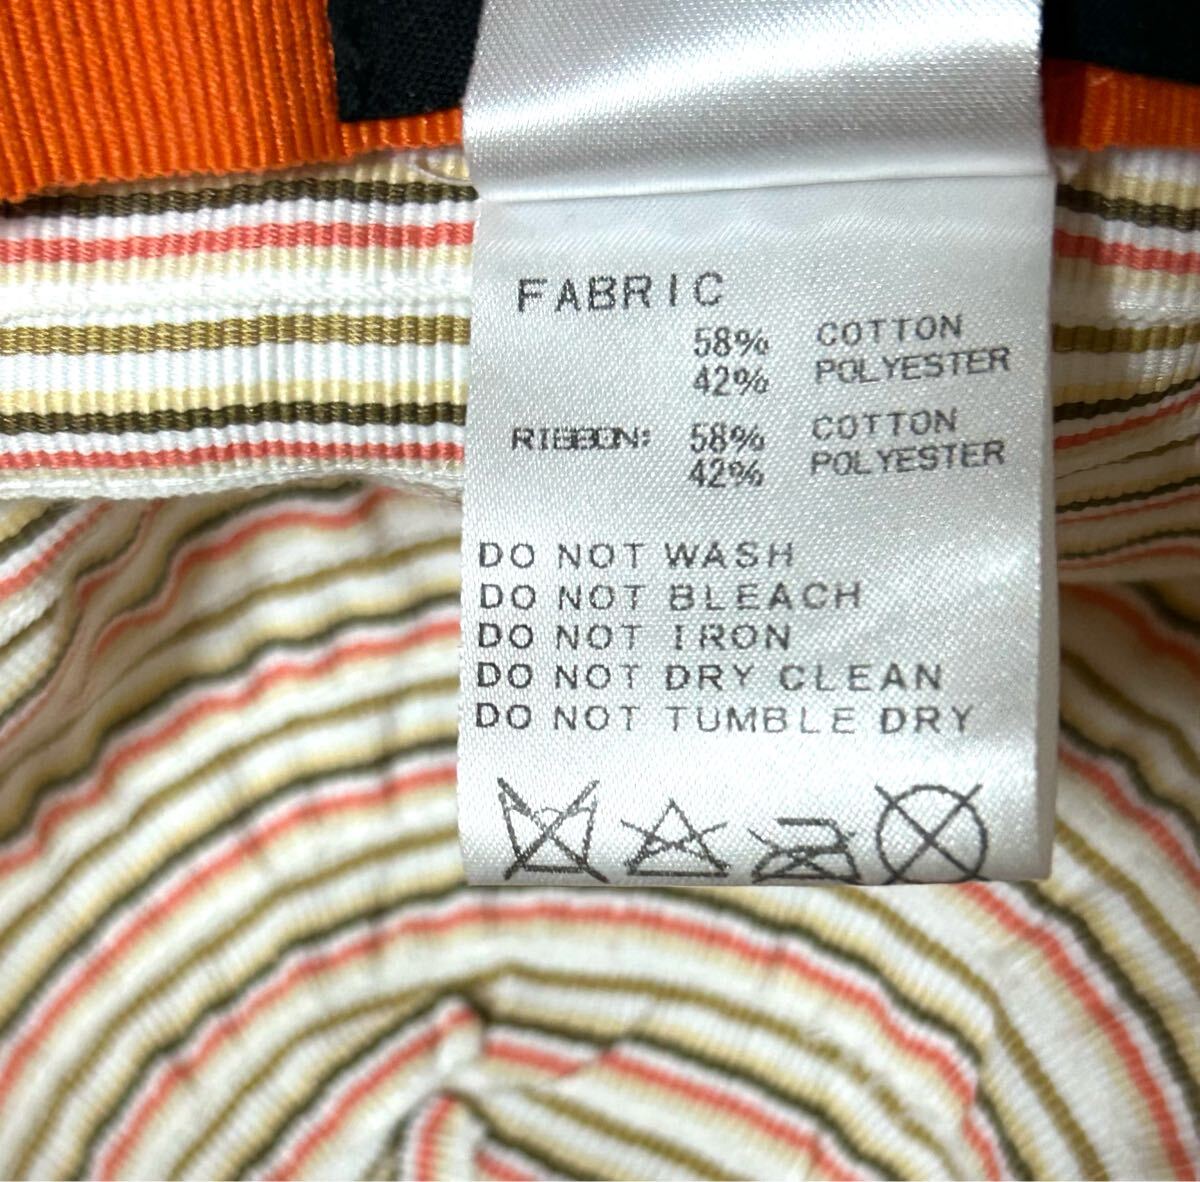 FABRIC
58% COTTON
42% POLYESTER
RIBBON: 58% COTTON
42% POLYESTER
DO NOT WASH
DO NOT BLEACH
DO NOT IRON
DO NOT DRY CLEAN
DO NOT TUMBLE DRY